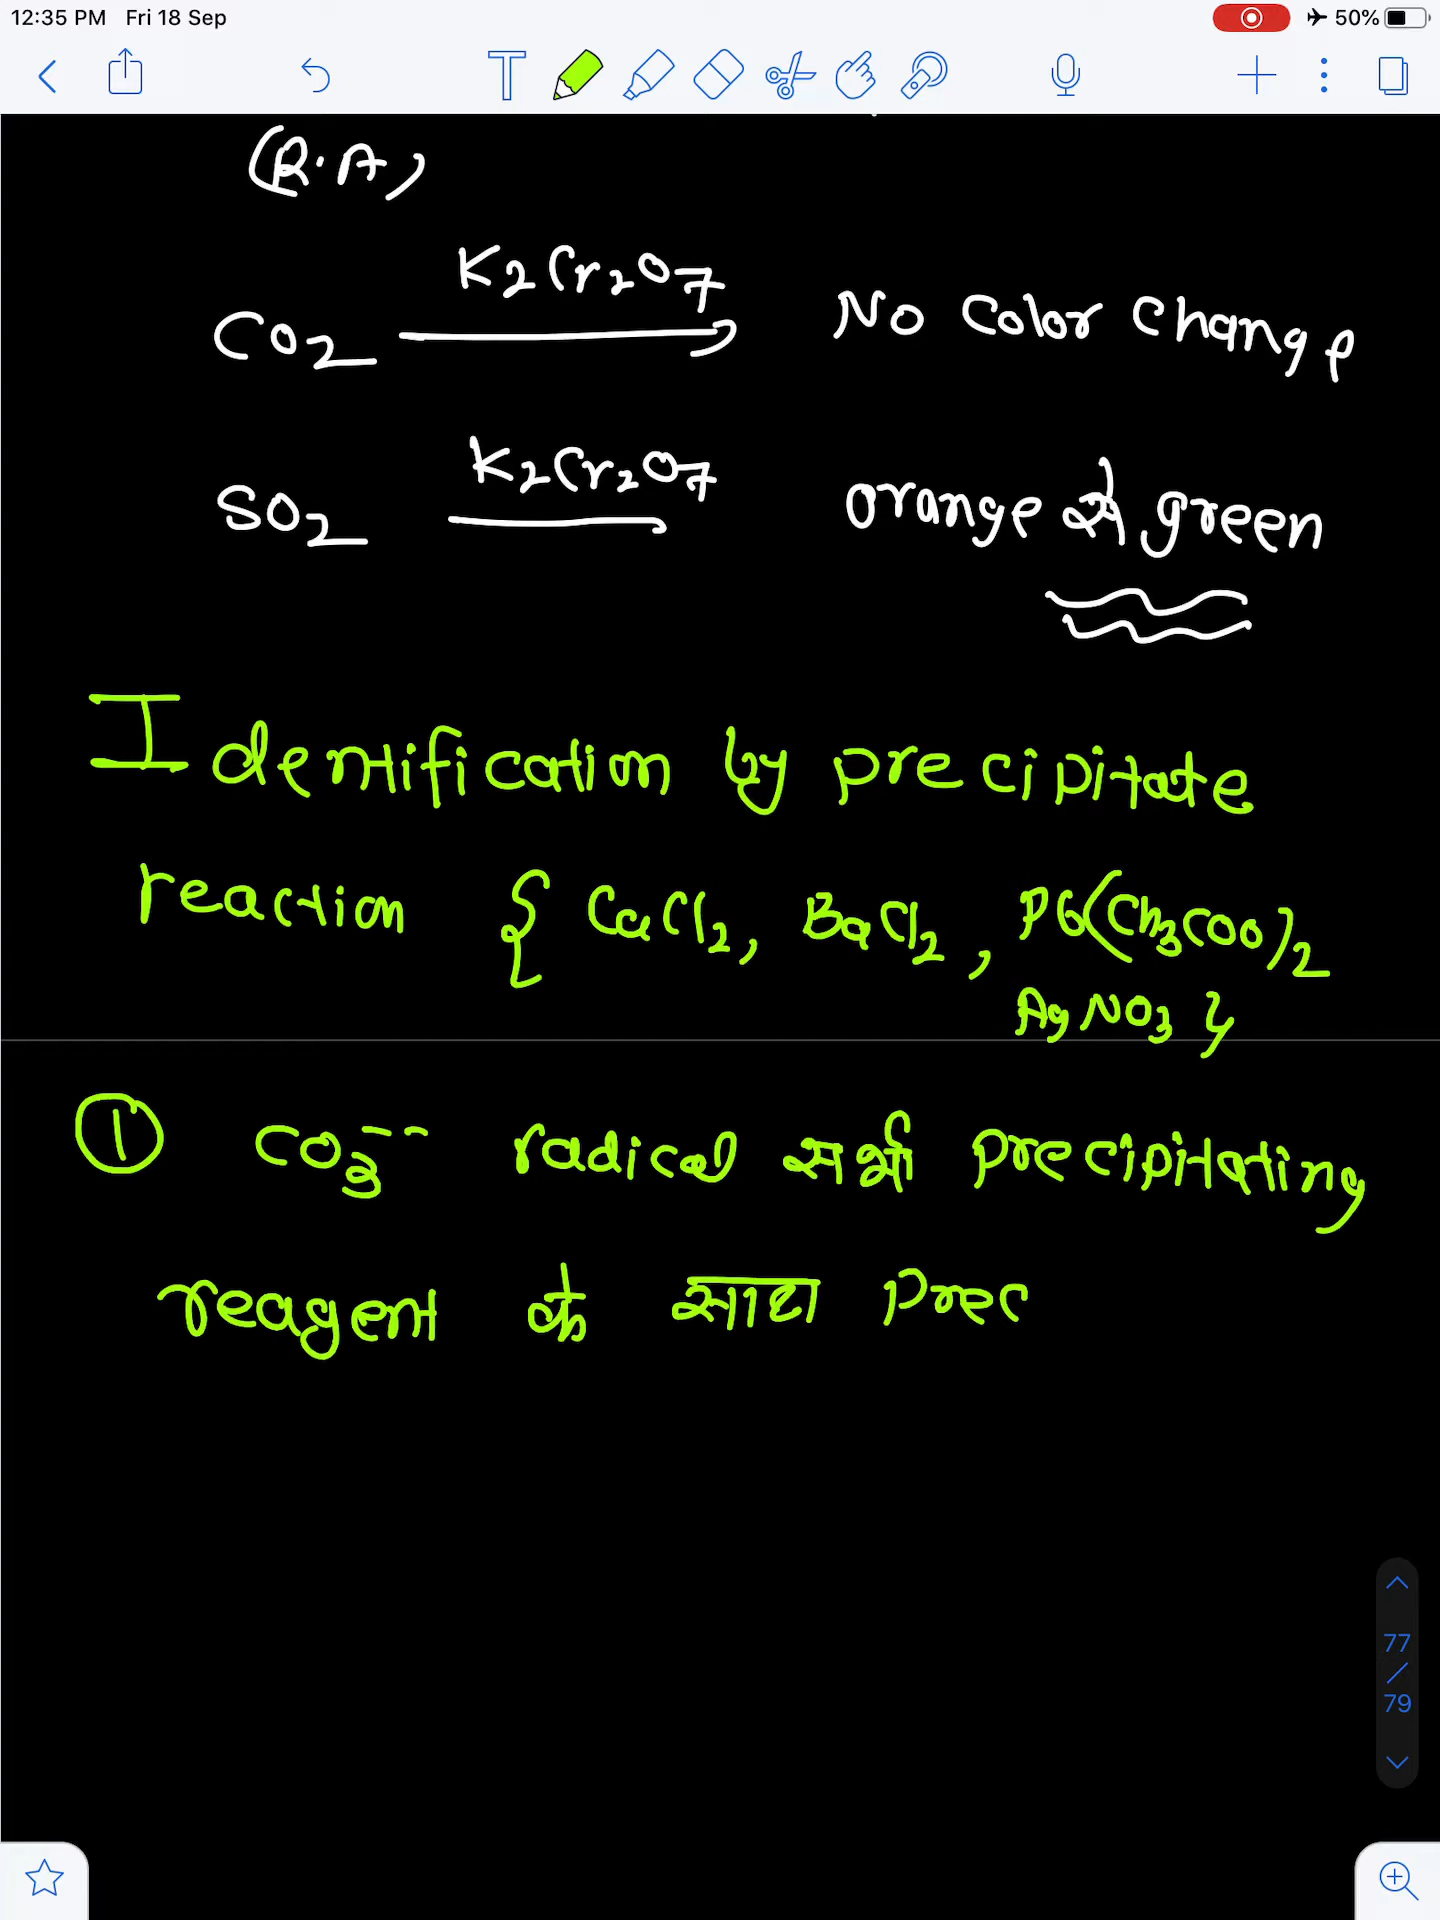 12:35 PM Fri 18 Sep 50%
(R.A)
CO2 K2Cr2O7 No Color Change
SO2 K2Cr2O7 orange से green
Identification by precipitate
reaction { CaCl2, BaCl2, Pb(CH3COO)2
AgNO3 }
① CO3-- radical सभी precipitating
reagent के साथ Prec
77
/
79